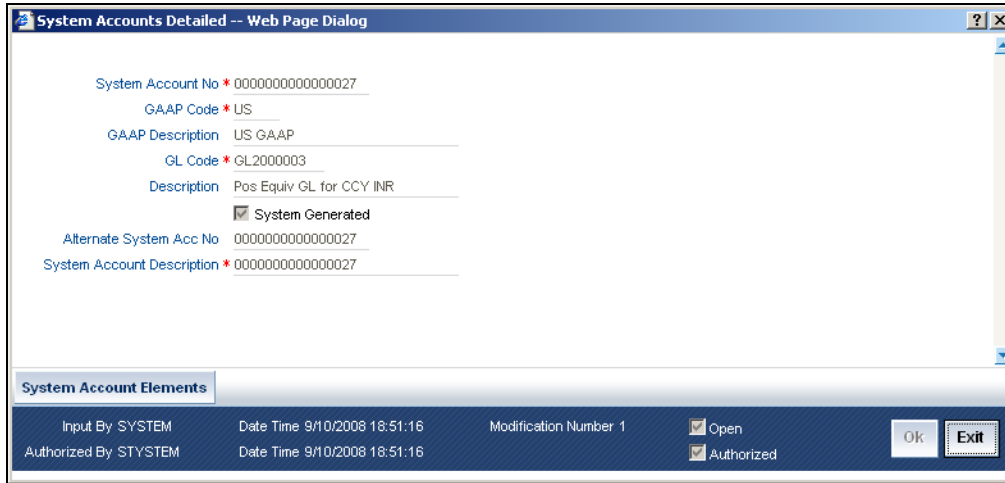 System Accounts Detailed -- Web Page Dialog
System Account No * 0000000000000027
GAAP Code * US
GAAP Description US GAAP
GL Code * GL2000003
Description Pos Equiv GL for CCY INR
System Generated
Alternate System Acc No 0000000000000027
System Account Description * 0000000000000027
System Account Elements
Input By SYSTEM Date Time 9/10/2008 18:51:16 Modification Number 1 Open
Authorized By STYSTEM Date Time 9/10/2008 18:51:16 Authorized
Ok Exit